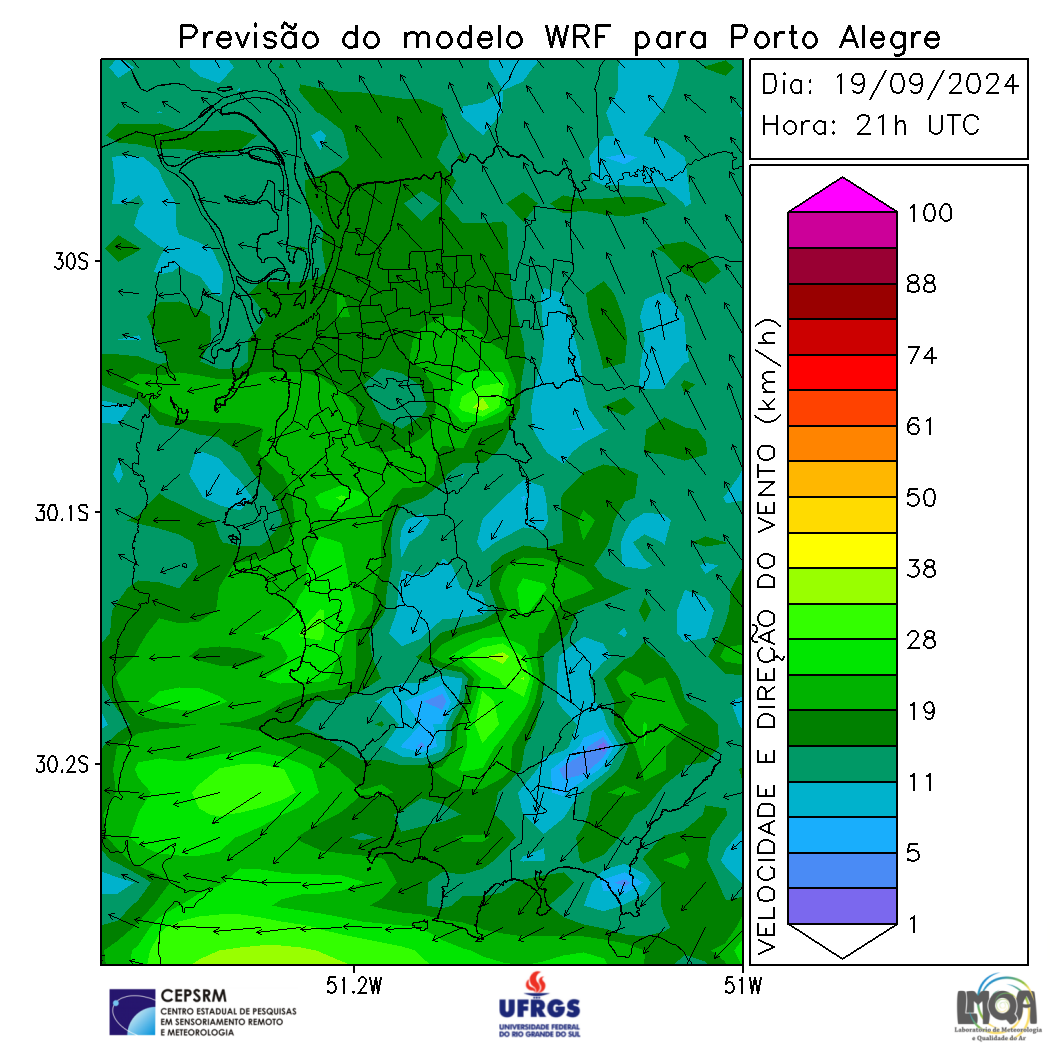 Previsão do modelo WRF para Porto Alegre
Dia: 19/09/2024
Hora: 21h UTC
30S
30.1S
30.2S
51.2W
51W
VELOCIDADE E DIREÇÃO DO VENTO (km/h)
100
88
74
61
50
38
28
19
11
5
1
CEPSRM
CENTRO ESTADUAL DE PESQUISAS
EM SENSORIAMENTO REMOTO
E METEOROLOGIA
UFRGS
UNIVERSIDADE FEDERAL
DO RIO GRANDE DO SUL
LMQA
Laboratório de Meteorologia
e Qualidade do Ar